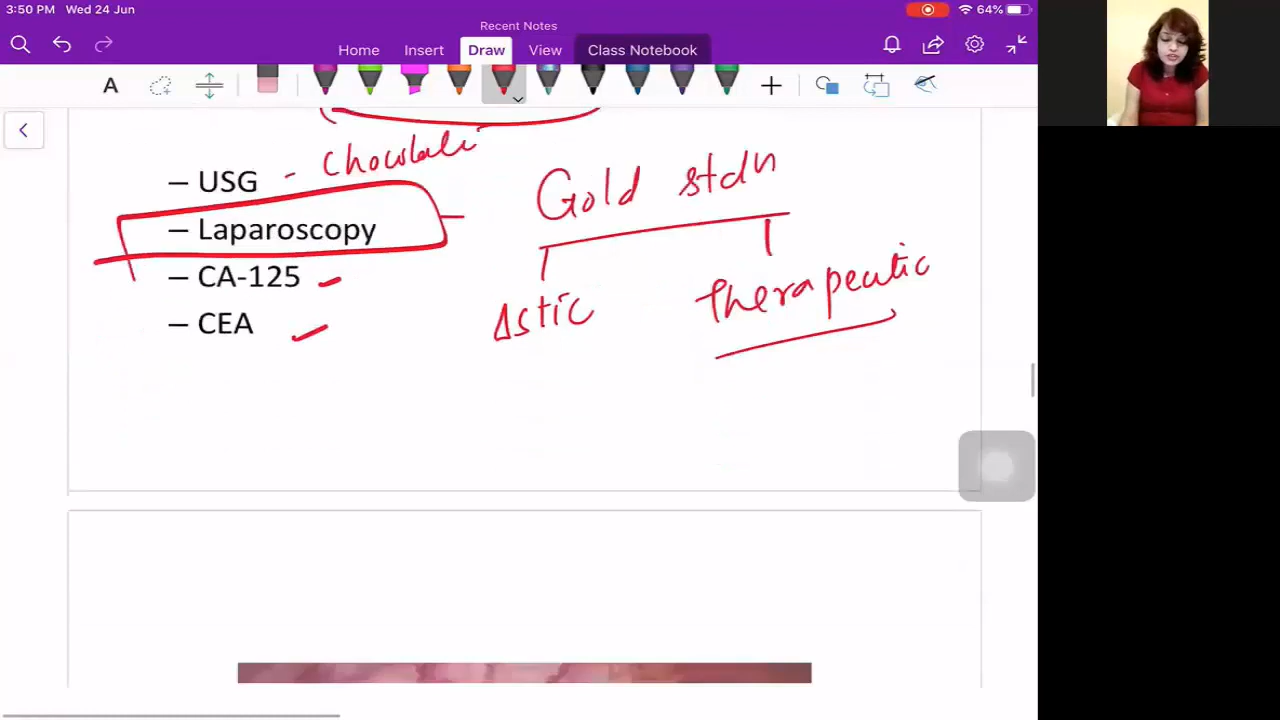 3:50 PM Wed 24 Jun
64%
Recent Notes
Home Insert Draw View Class Notebook
A
– USG - Chocolate
– Laparoscopy
– CA-125
– CEA
Gold stdn
Δstic therapeutic